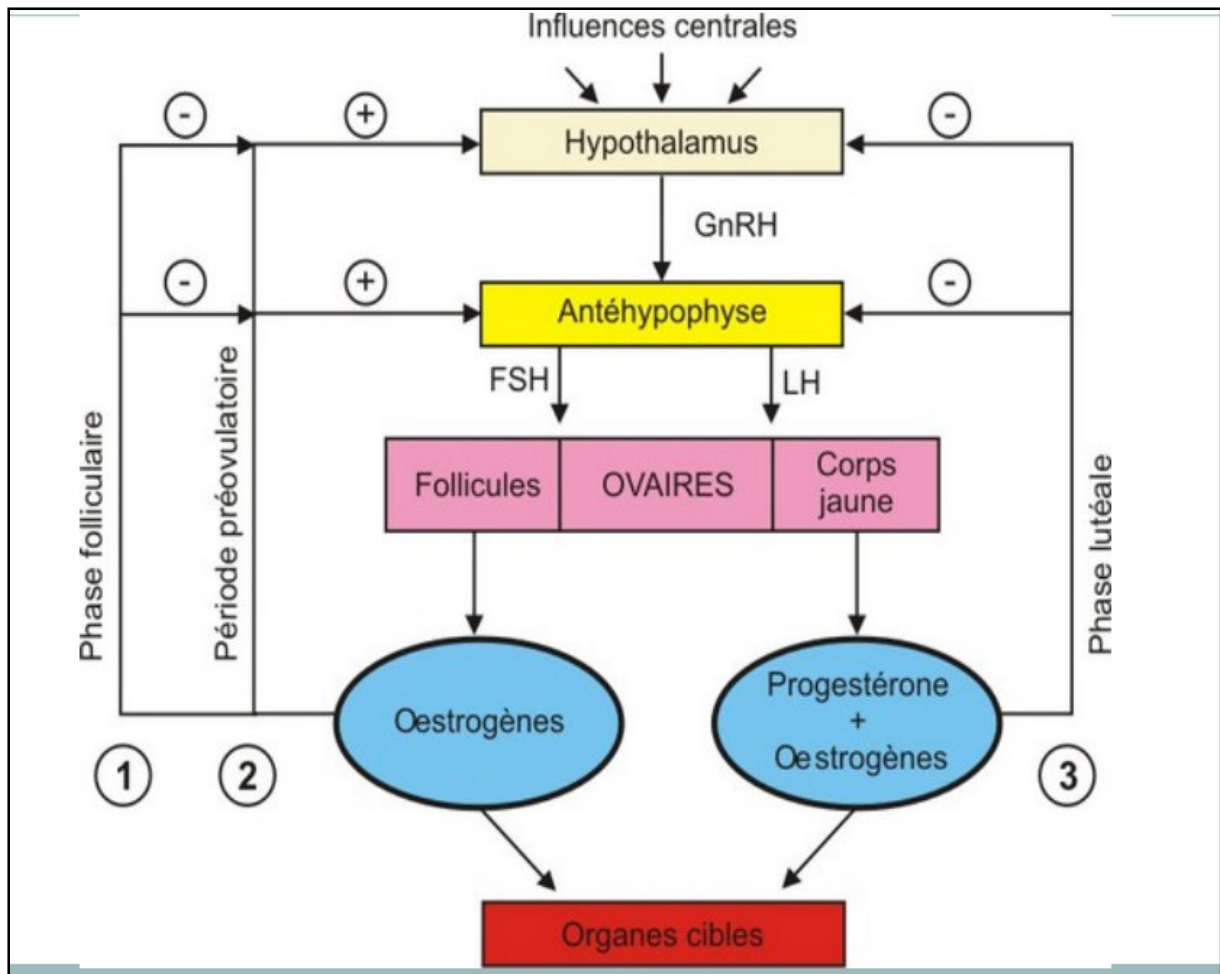 Influences centrales
-
+
-
Hypothalamus
GnRH
-
+
-
Antéhypophyse
FSH
LH
Phase folliculaire
Période préovulatoire
Phase lutéale
Follicules
OVAIRES
Corps
jaune
Oestrogènes
Progestérone
+
Oestrogènes
1
2
3
Organes cibles